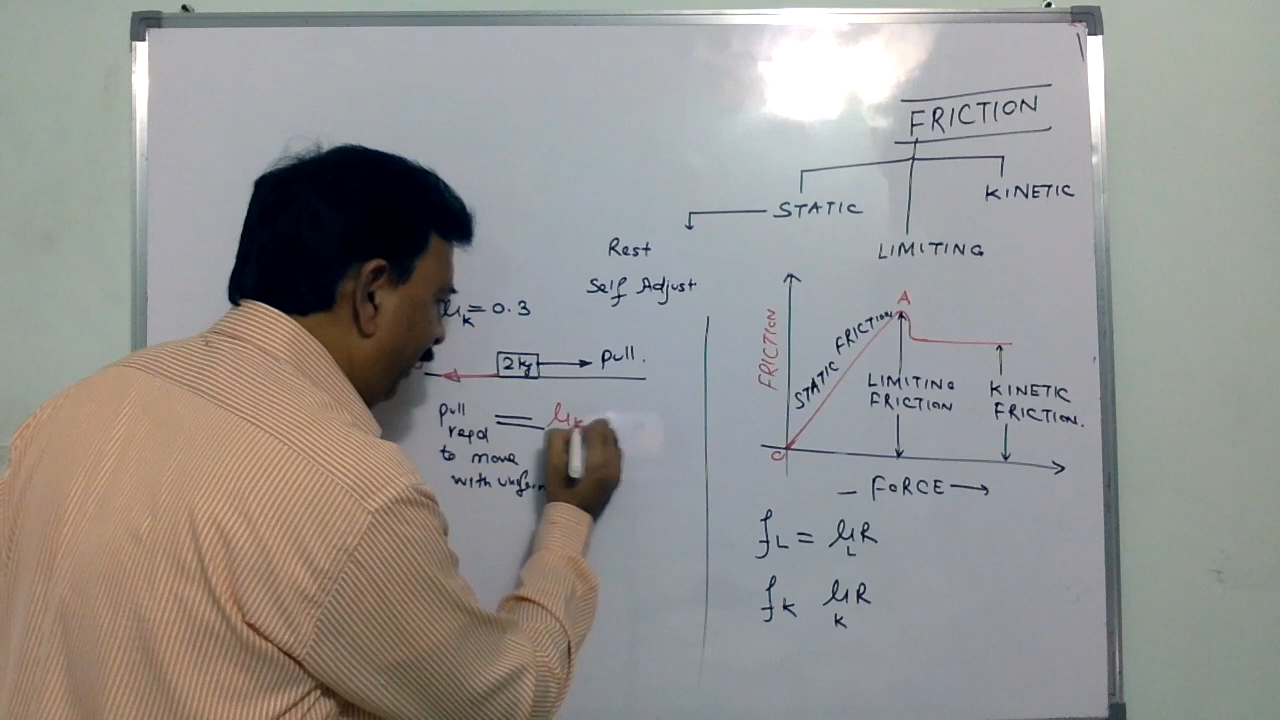 FRICTION
STATIC
KINETIC
LIMITING
Rest
Self Adjust
μK = 0.3
2kg
pull.
pull
reqd
to move
with uniform
= μK
FRICTION
STATIC FRICTION
A
LIMITING
FRICTION
KINETIC
FRICTION.
O
FORCE
fL = μLR
fK μKR